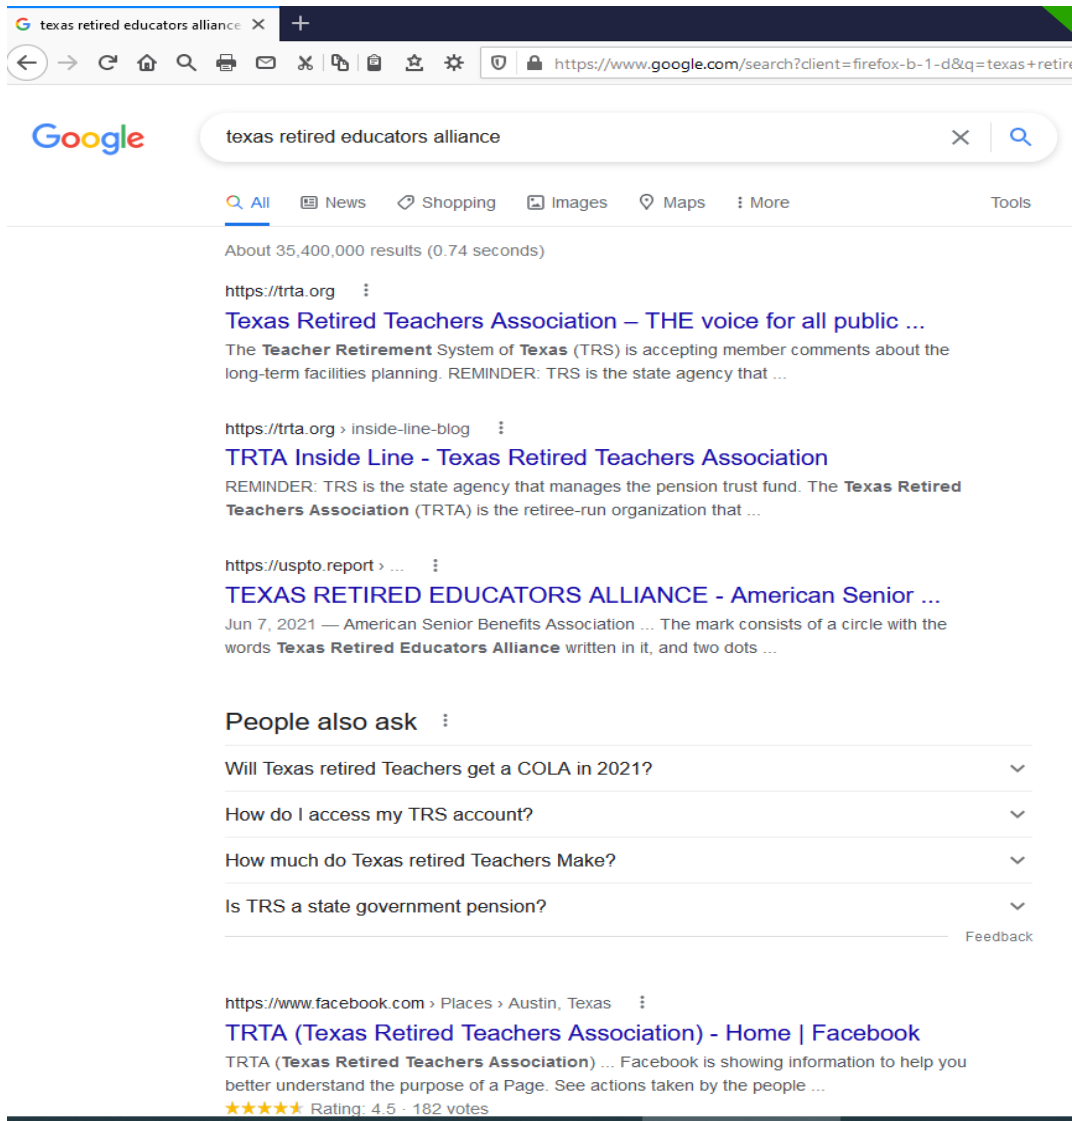 texas retired educators alliance
https://www.google.com/search?client=firefox-b-1-d&q=texas+retire
Google
texas retired educators alliance
All News Shopping Images Maps More Tools
About 35,400,000 results (0.74 seconds)
https://trta.org
Texas Retired Teachers Association – THE voice for all public ...
The Teacher Retirement System of Texas (TRS) is accepting member comments about the
long-term facilities planning. REMINDER: TRS is the state agency that ...
https://trta.org › inside-line-blog
TRTA Inside Line - Texas Retired Teachers Association
REMINDER: TRS is the state agency that manages the pension trust fund. The Texas Retired
Teachers Association (TRTA) is the retiree-run organization that ...
https://uspto.report › ...
TEXAS RETIRED EDUCATORS ALLIANCE - American Senior ...
Jun 7, 2021 — American Senior Benefits Association ... The mark consists of a circle with the
words Texas Retired Educators Alliance written in it, and two dots ...
People also ask
Will Texas retired Teachers get a COLA in 2021?
How do I access my TRS account?
How much do Texas retired Teachers Make?
Is TRS a state government pension?
Feedback
https://www.facebook.com › Places › Austin, Texas
TRTA (Texas Retired Teachers Association) - Home | Facebook
TRTA (Texas Retired Teachers Association) ... Facebook is showing information to help you
better understand the purpose of a Page. See actions taken by the people ...
Rating: 4.5 · 182 votes